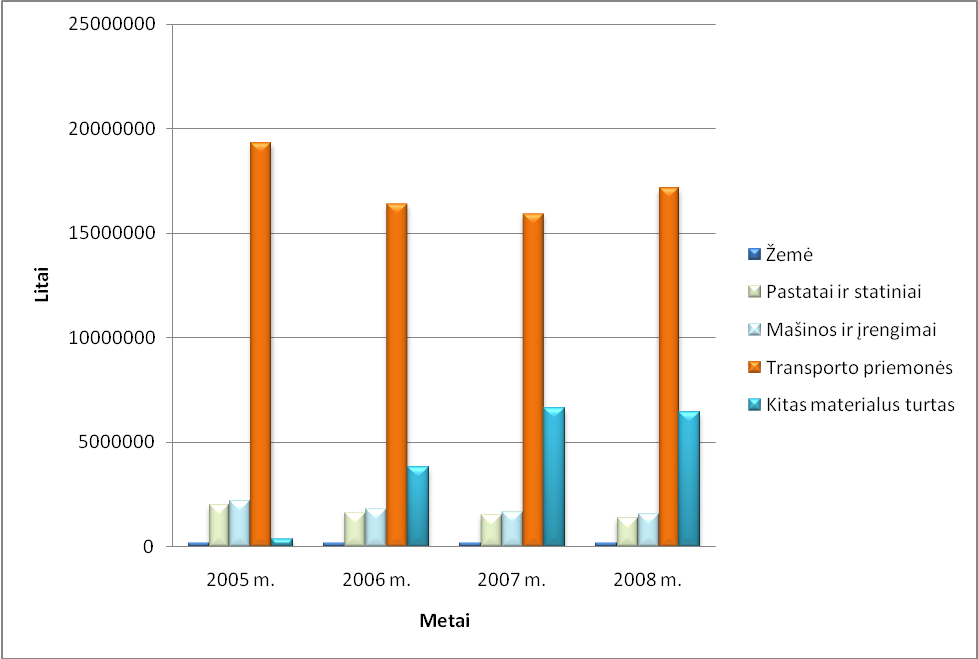 25000000
20000000
15000000
10000000
5000000
0
Litai
2005 m.
2006 m.
2007 m.
2008 m.
Metai
Žemė
Pastatai ir statiniai
Mašinos ir įrengimai
Transporto priemonės
Kitas materialus turtas